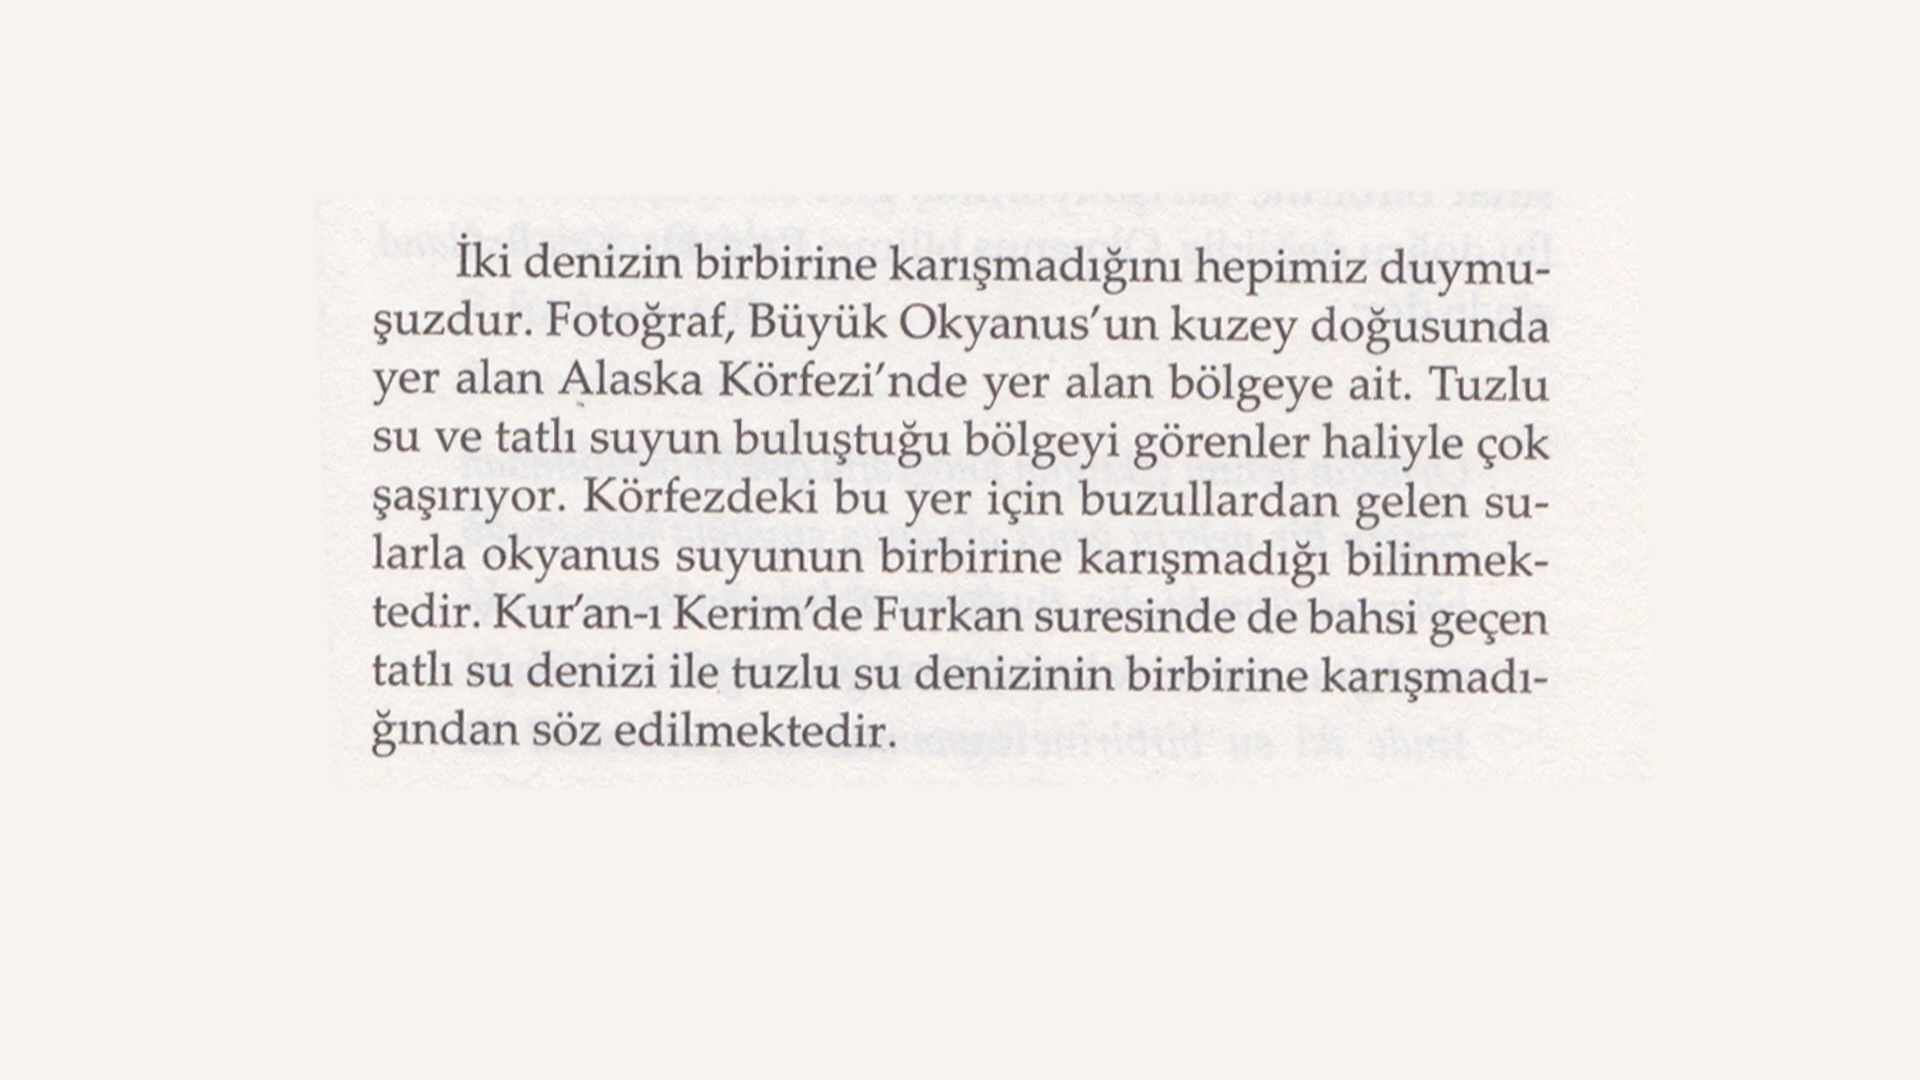 İki denizin birbirine karışmadığını hepimiz duymu-
şuzdur. Fotoğraf, Büyük Okyanus’un kuzey doğusunda
yer alan Alaska Körfezi’nde yer alan bölgeye ait. Tuzlu
su ve tatlı suyun buluştuğu bölgeyi görenler haliyle çok
şaşırıyor. Körfezdeki bu yer için buzullardan gelen su-
larla okyanus suyunun birbirine karışmadığı bilinmek-
tedir. Kur’an-ı Kerim’de Furkan suresinde de bahsi geçen
tatlı su denizi ile tuzlu su denizinin birbirine karışmadı-
ğından söz edilmektedir.